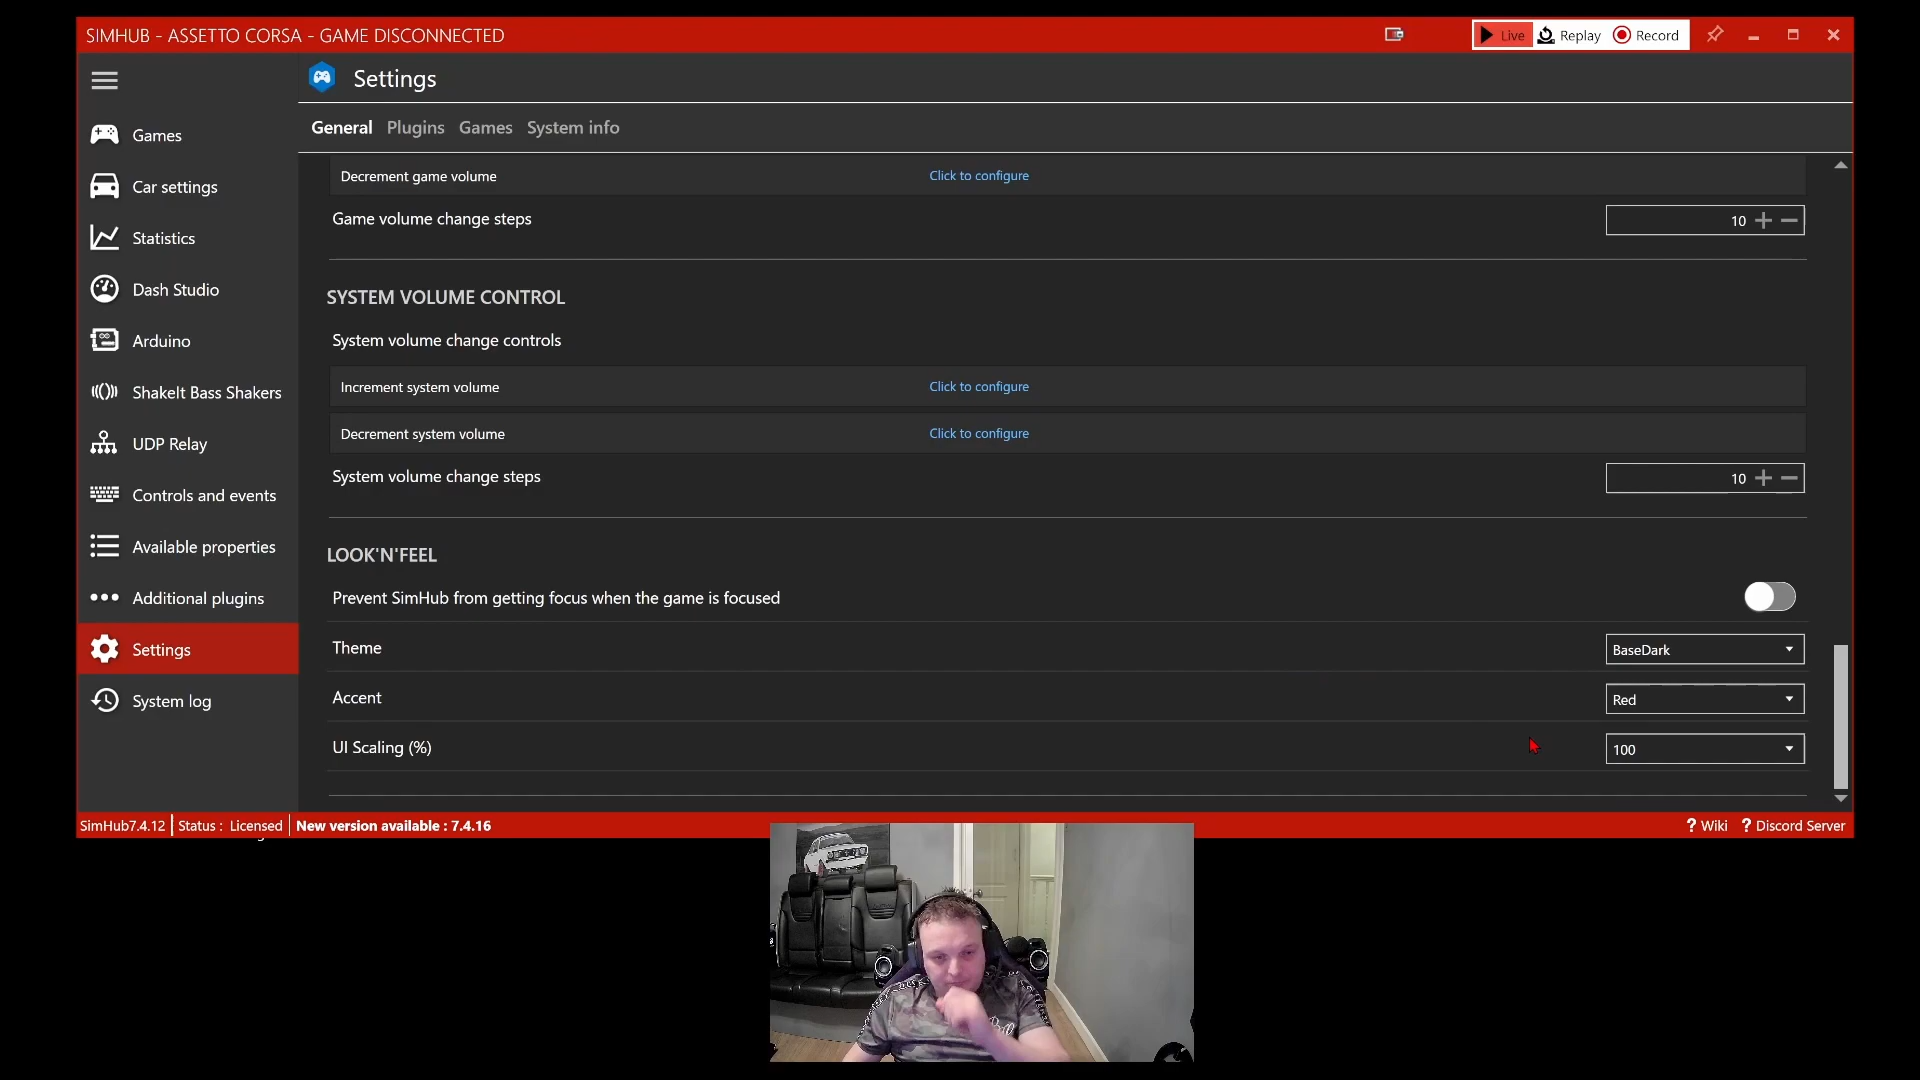 SIMHUB - ASSETTO CORSA - GAME DISCONNECTED
Live Replay Record
Settings
General Plugins Games System info
Games
Car settings
Statistics
Dash Studio
Arduino
ShakeIt Bass Shakers
UDP Relay
Controls and events
Available properties
Additional plugins
Settings
System log
Decrement game volume Click to configure
Game volume change steps 10
SYSTEM VOLUME CONTROL
System volume change controls
Increment system volume Click to configure
Decrement system volume Click to configure
System volume change steps 10
LOOK'N'FEEL
Prevent SimHub from getting focus when the game is focused
Theme BaseDark
Accent Red
UI Scaling (%) 100
SimHub7.4.12 Status : Licensed New version available : 7.4.16
? Wiki ? Discord Server